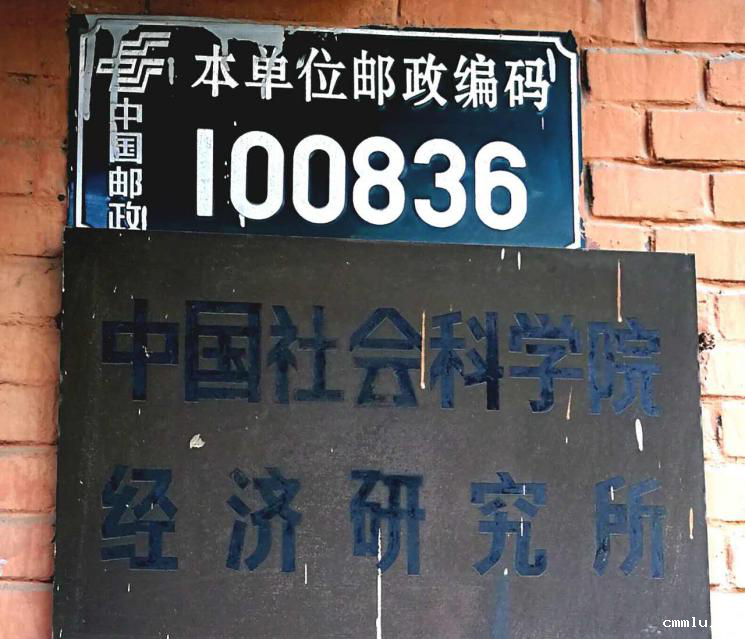 本单位邮政编码
中国邮政
100836
中国社会科学院
经济研究所